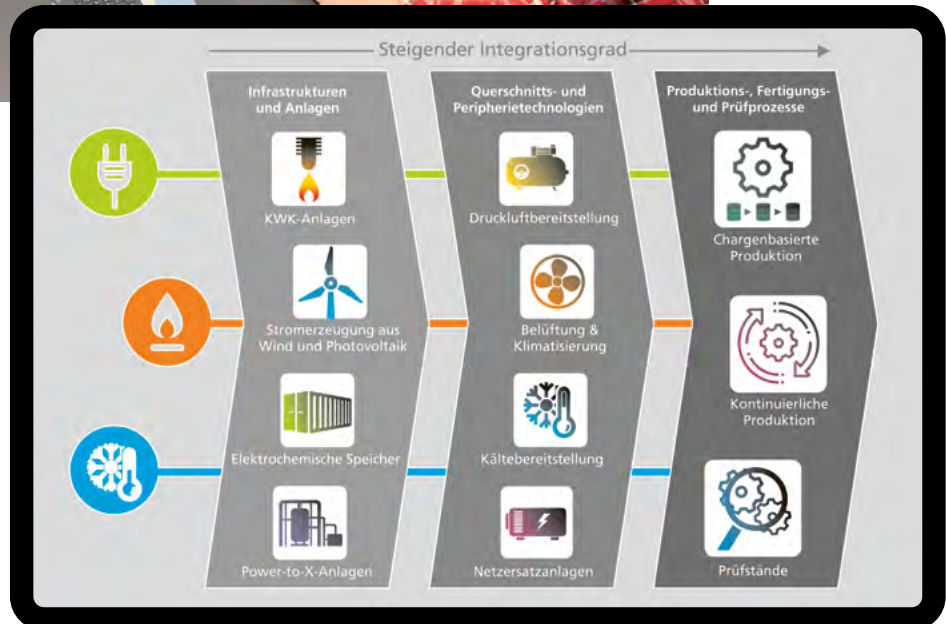 Steigender Integrationsgrad
Infrastrukturen
und Anlagen
KWK-Anlagen
Stromerzeugung aus
Wind und Photovoltaik
Elektrochemische Speicher
Power-to-X-Anlagen
Querschnitts- und
Peripherietechnologien
Druckluftbereitstellung
Belüftung &
Klimatisierung
Kältebereitstellung
Netzersatzanlagen
Produktions-, Fertigungs-
und Prüfprozesse
Chargenbasierte
Produktion
Kontinuierliche
Produktion
Prüfstände